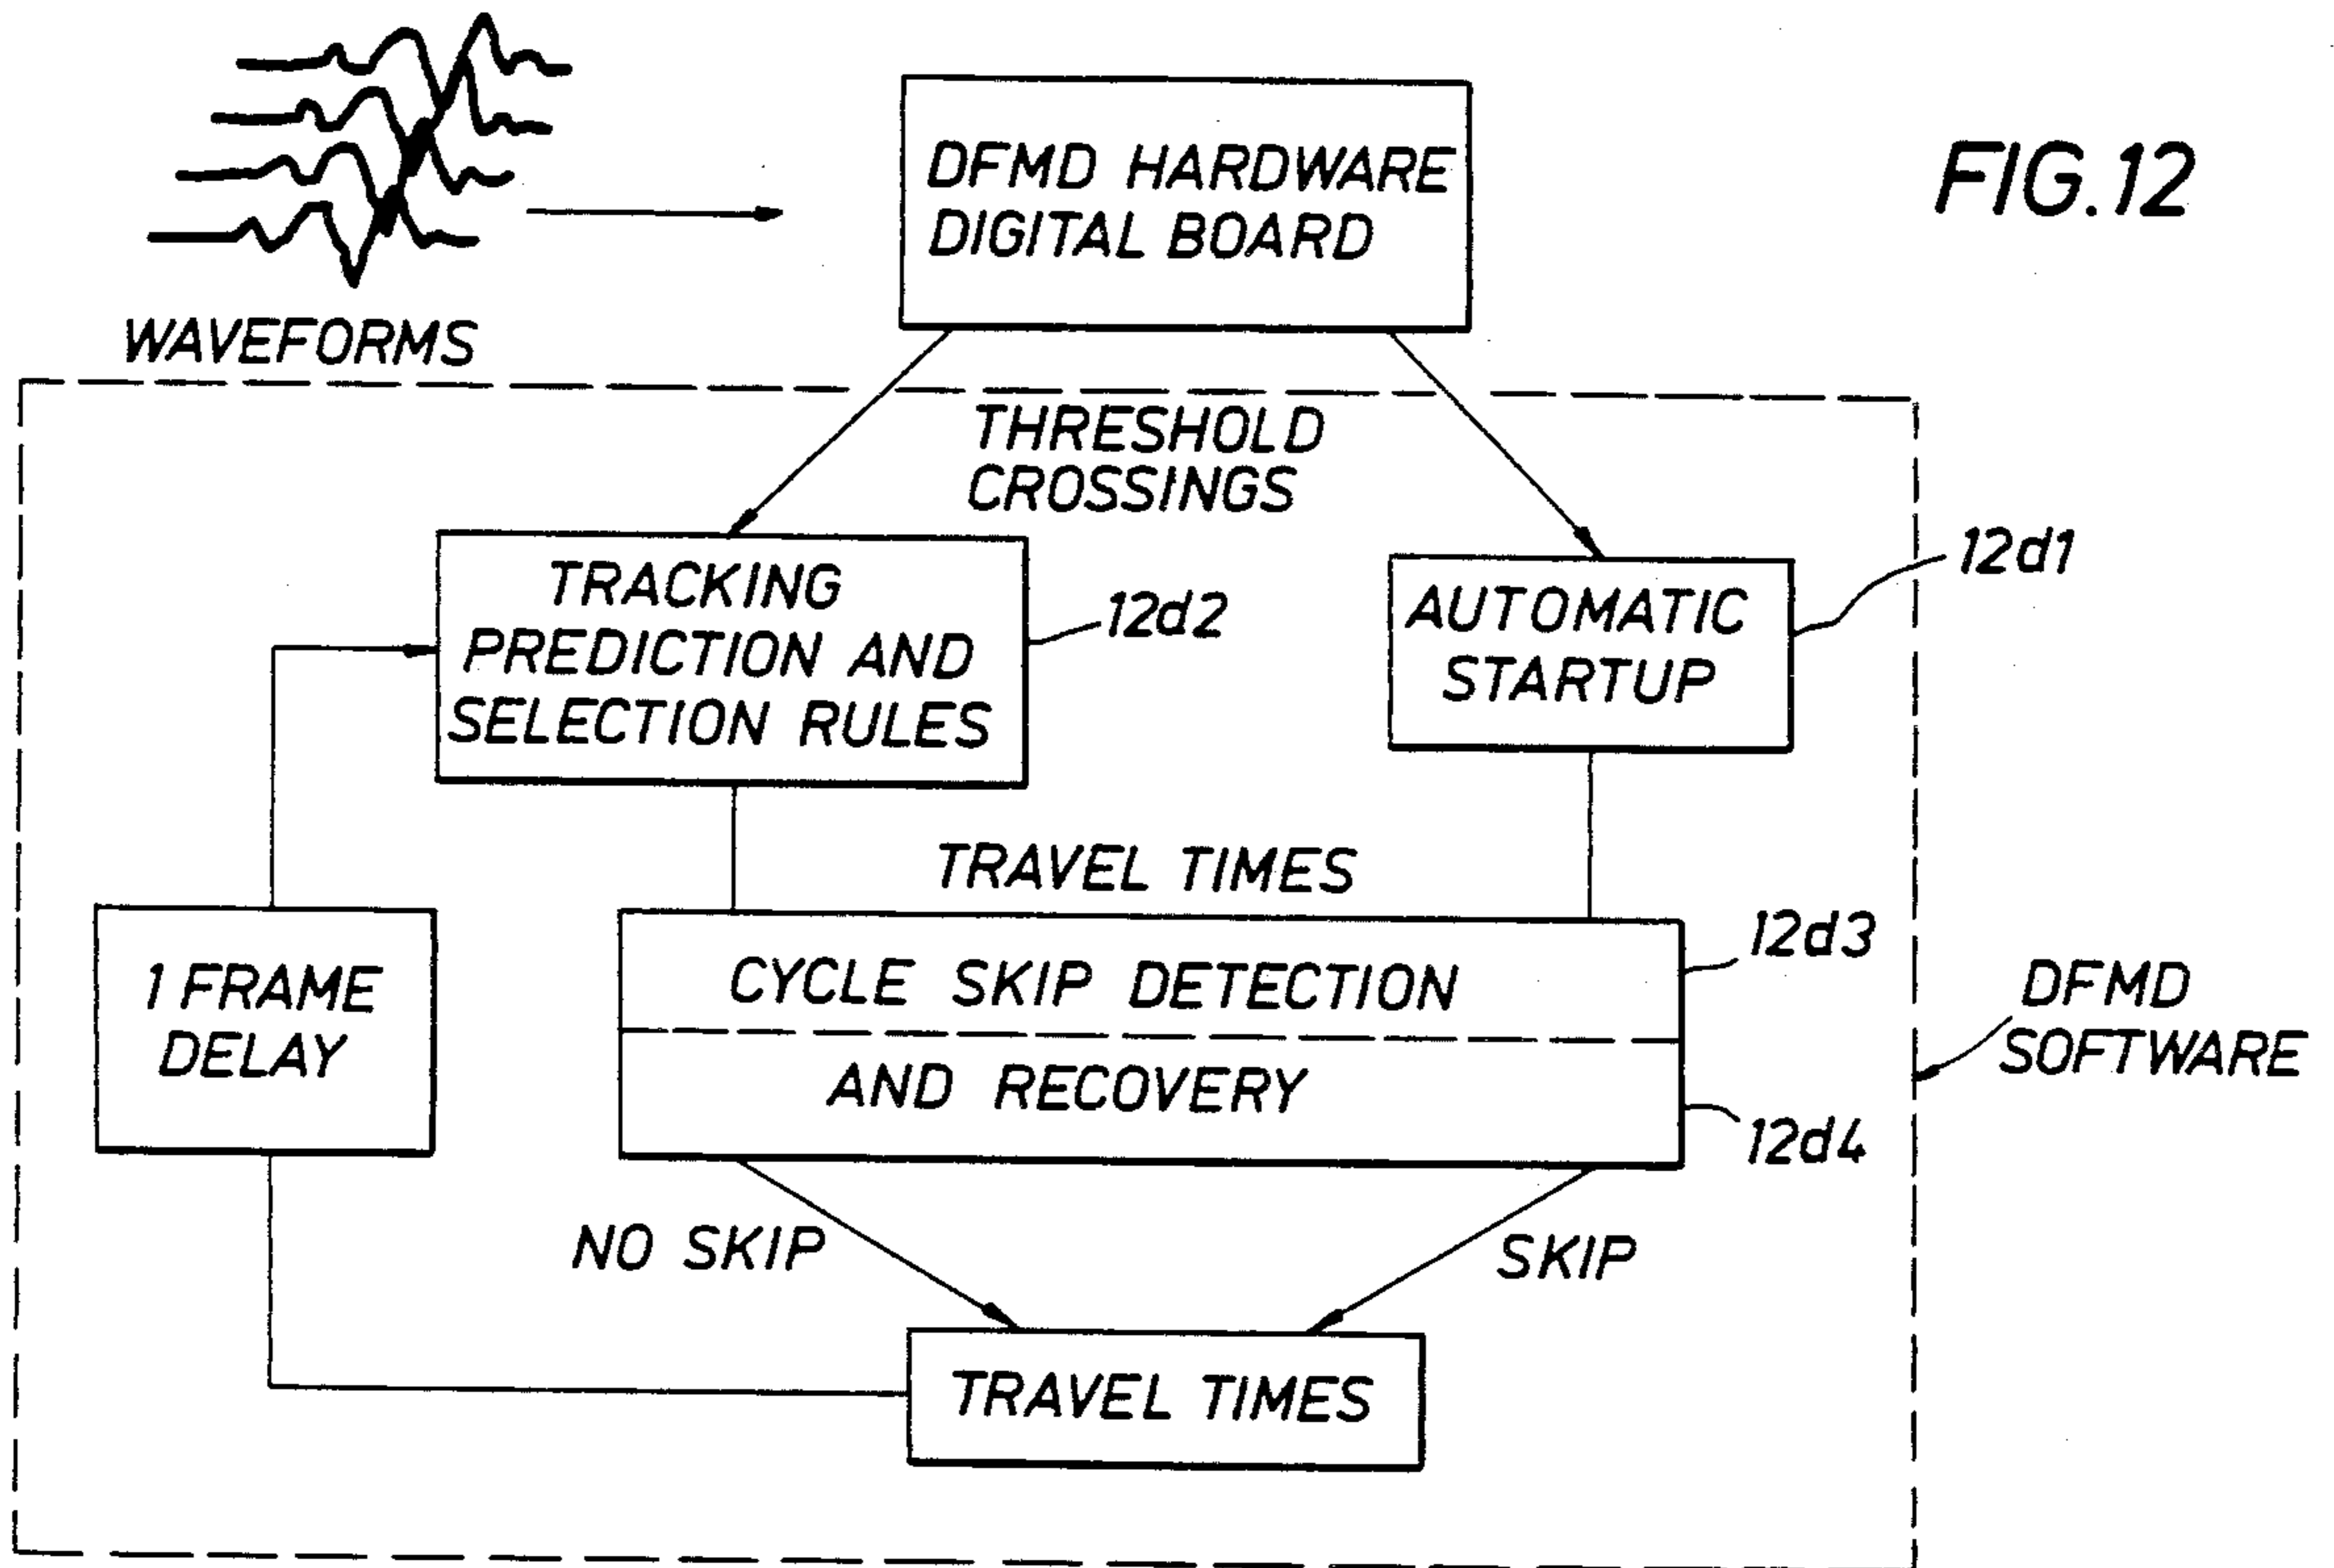 FIG.12
DFMD HARDWARE
DIGITAL BOARD
WAVEFORMS
THRESHOLD
CROSSINGS
TRACKING
PREDICTION AND
SELECTION RULES
12d2
AUTOMATIC
STARTUP
12d1
TRAVEL TIMES
1 FRAME
DELAY
CYCLE SKIP DETECTION
AND RECOVERY
12d3
12d4
DFMD
SOFTWARE
NO SKIP
SKIP
TRAVEL TIMES